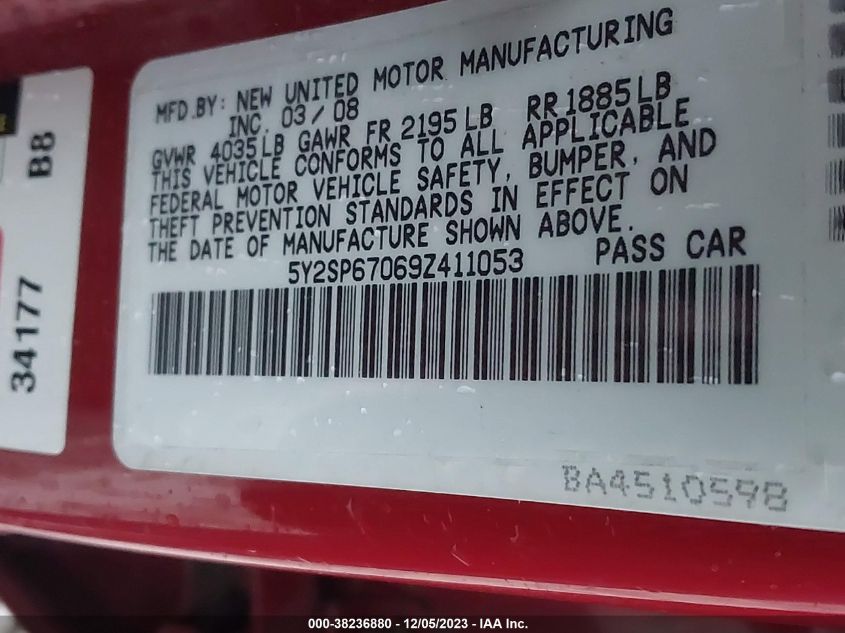 MFD.BY: NEW UNITED MOTOR MANUFACTURING
INC. 03/08
GVWR 4035LB GAWR FR 2195LB RR 1885LB
THIS VEHICLE CONFORMS TO ALL APPLICABLE
FEDERAL MOTOR VEHICLE SAFETY, BUMPER, AND
THEFT PREVENTION STANDARDS IN EFFECT ON
THE DATE OF MANUFACTURE SHOWN ABOVE.
5Y2SP67069Z411053 PASS CAR
BA4510598
34177 B8
000-38236880 - 12/05/2023 - IAA Inc.